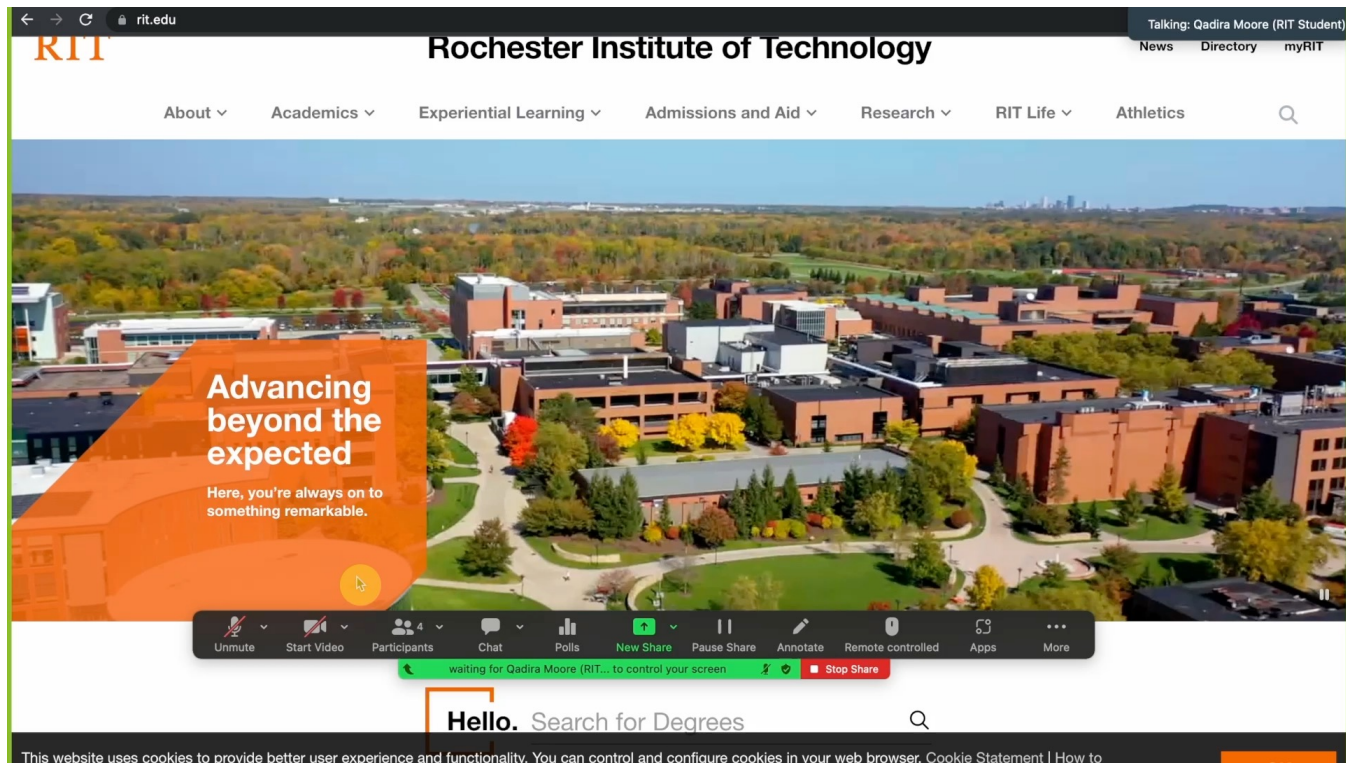 rit.edu
Talking: Qadira Moore (RIT Student)
RIT
Rochester Institute of Technology
News Directory myRIT
About Academics Experiential Learning Admissions and Aid Research RIT Life Athletics
Advancing
beyond the
expected
Here, you're always on to
something remarkable.
4
Unmute Start Video Participants Chat Polls New Share Pause Share Annotate Remote controlled Apps More
waiting for Qadira Moore (RIT... to control your screen Stop Share
Hello. Search for Degrees
This website uses cookies to provide better user experience and functionality. You can control and configure cookies in your web browser. Cookie Statement | How to